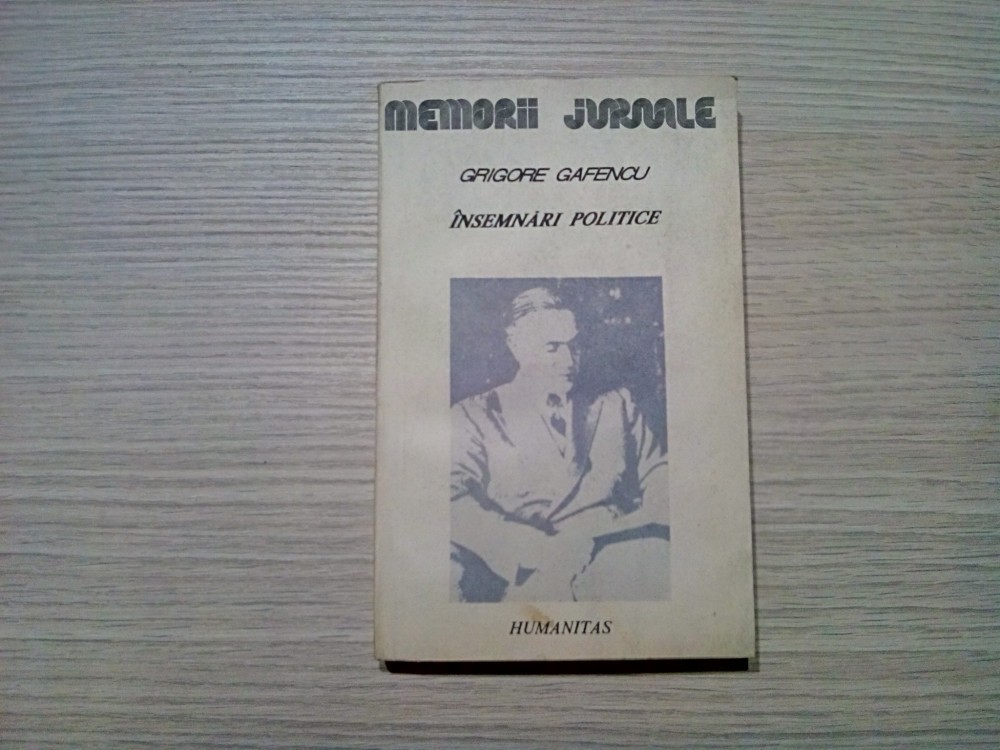 MEMORII JURNALE
GRIGORE GAFENCU
ÎNSEMNĂRI POLITICE
HUMANITAS